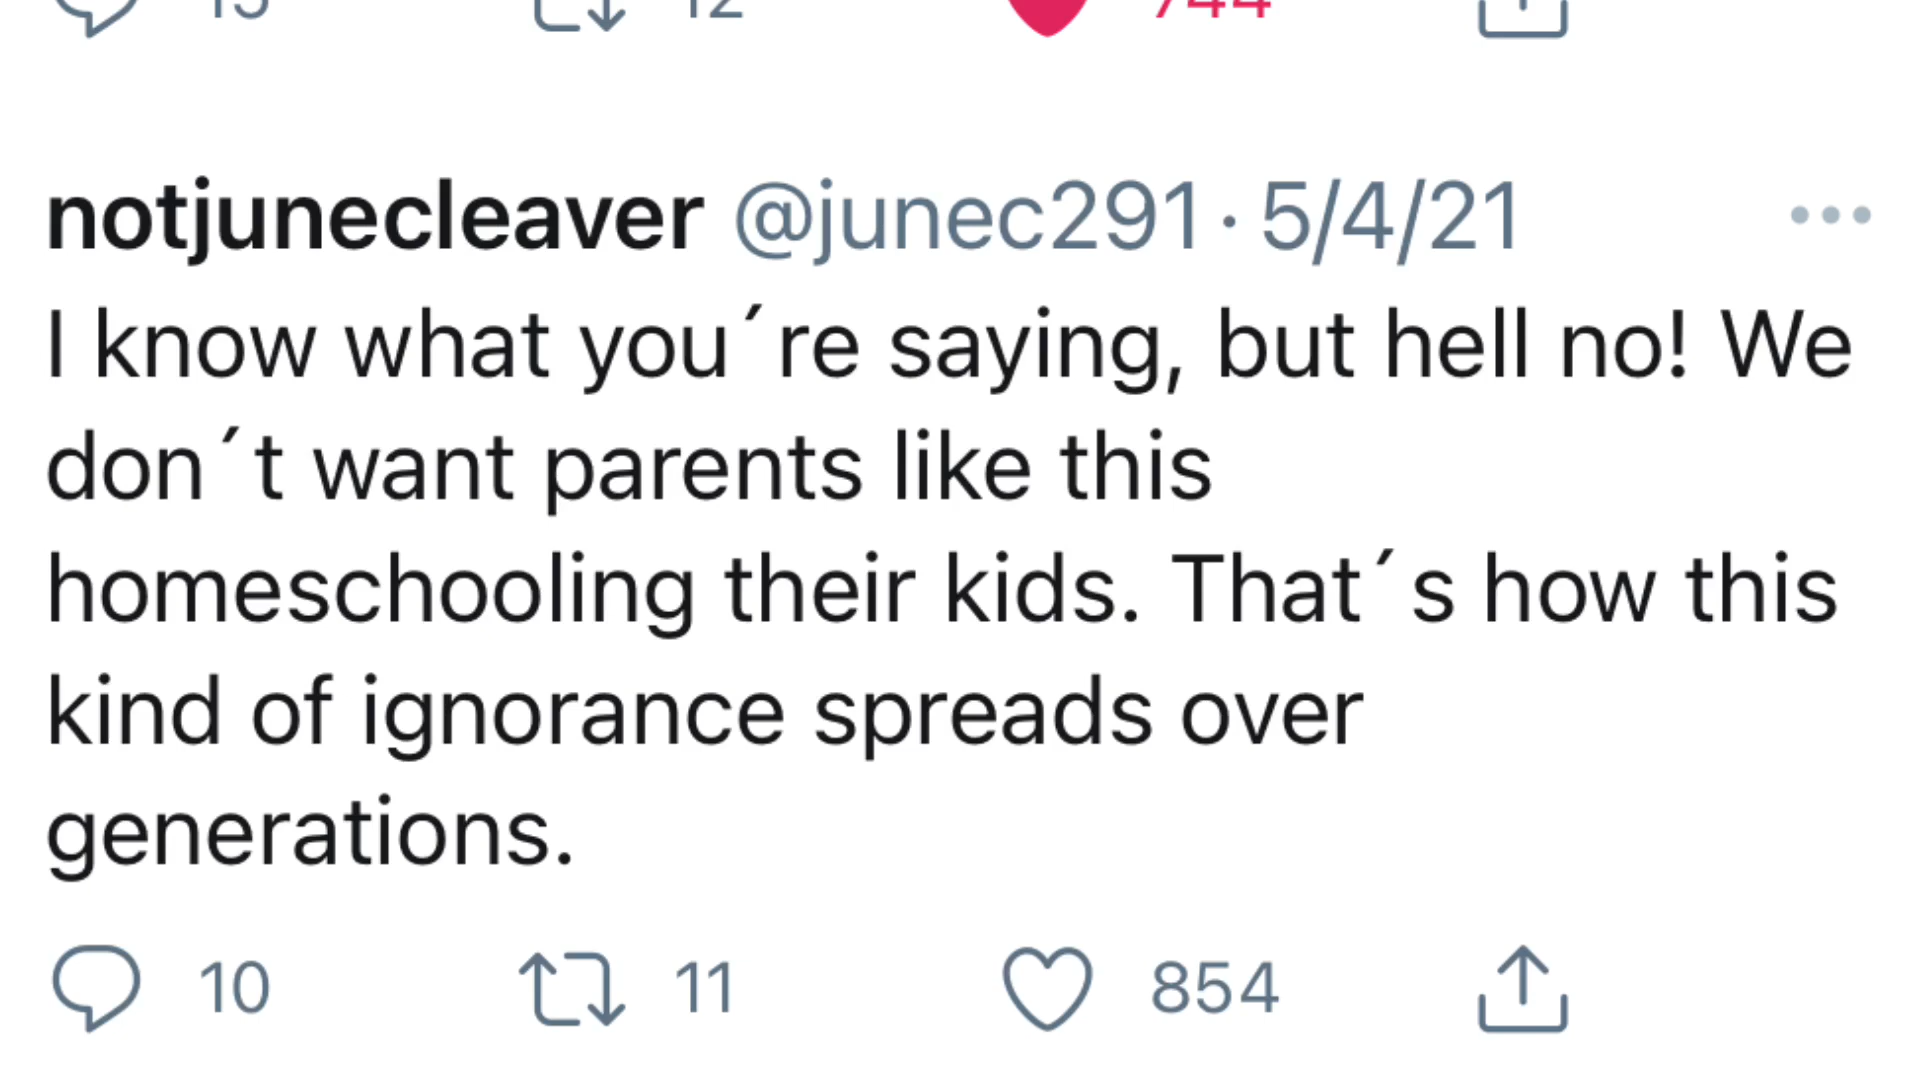 notjunecleaver @junec291 · 5/4/21
I know what you´re saying, but hell no! We
don´t want parents like this
homeschooling their kids. That´s how this
kind of ignorance spreads over
generations.
10 11 854